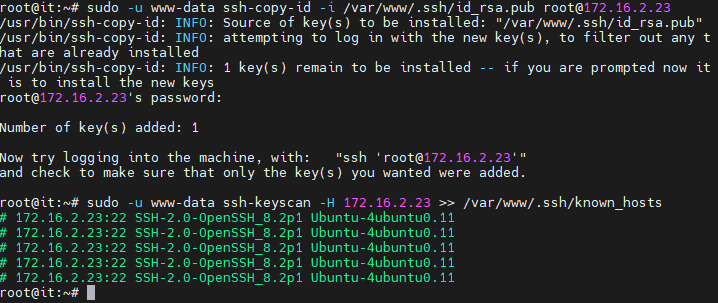 root@it:~# sudo -u www-data ssh-copy-id -i /var/www/.ssh/id_rsa.pub root@172.16.2.23
/usr/bin/ssh-copy-id: INFO: Source of key(s) to be installed: "/var/www/.ssh/id_rsa.pub"
/usr/bin/ssh-copy-id: INFO: attempting to log in with the new key(s), to filter out any t
hat are already installed
/usr/bin/ssh-copy-id: INFO: 1 key(s) remain to be installed -- if you are prompted now it
 is to install the new keys
root@172.16.2.23's password:
Number of key(s) added: 1
Now try logging into the machine, with:   "ssh 'root@172.16.2.23'"
and check to make sure that only the key(s) you wanted were added.
root@it:~# sudo -u www-data ssh-keyscan -H 172.16.2.23 >> /var/www/.ssh/known_hosts
# 172.16.2.23:22 SSH-2.0-OpenSSH_8.2p1 Ubuntu-4ubuntu0.11
# 172.16.2.23:22 SSH-2.0-OpenSSH_8.2p1 Ubuntu-4ubuntu0.11
# 172.16.2.23:22 SSH-2.0-OpenSSH_8.2p1 Ubuntu-4ubuntu0.11
# 172.16.2.23:22 SSH-2.0-OpenSSH_8.2p1 Ubuntu-4ubuntu0.11
# 172.16.2.23:22 SSH-2.0-OpenSSH_8.2p1 Ubuntu-4ubuntu0.11
root@it:~#